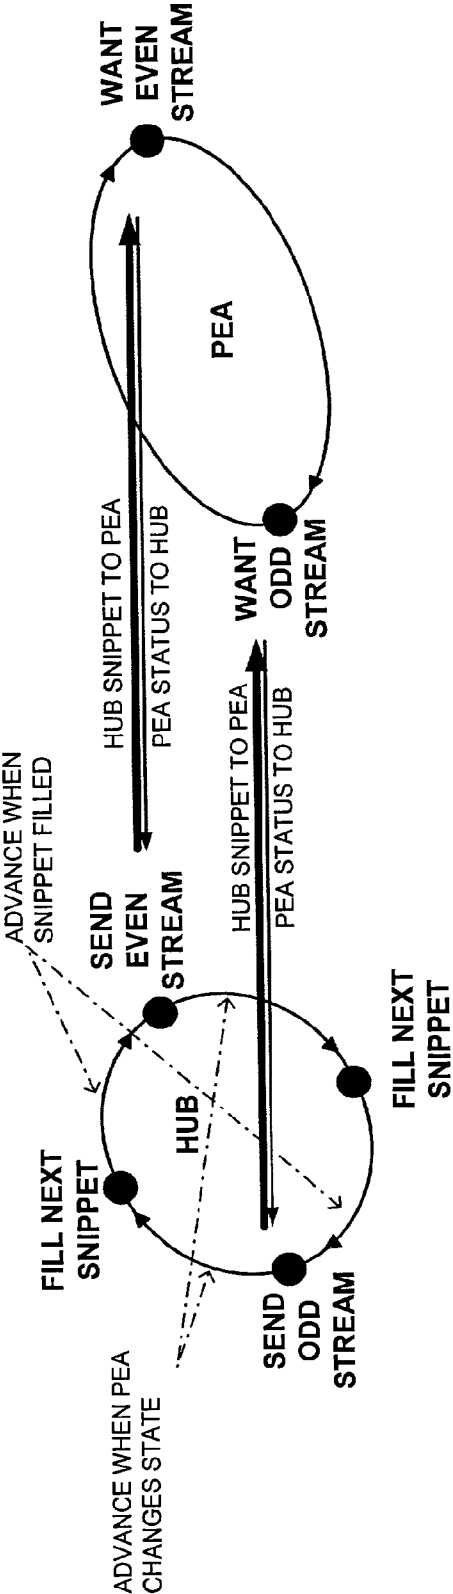 ADVANCE WHEN PEA
CHANGES STATE
FILL NEXT
SNIPPET
SEND
ODD
STREAM
HUB
ADVANCE WHEN
SNIPPET FILLED
SEND
EVEN
STREAM
FILL NEXT
SNIPPET
HUB SNIPPET TO PEA
PEA STATUS TO HUB
HUB SNIPPET TO PEA
PEA STATUS TO HUB
WANT
ODD
STREAM
PEA
WANT
EVEN
STREAM